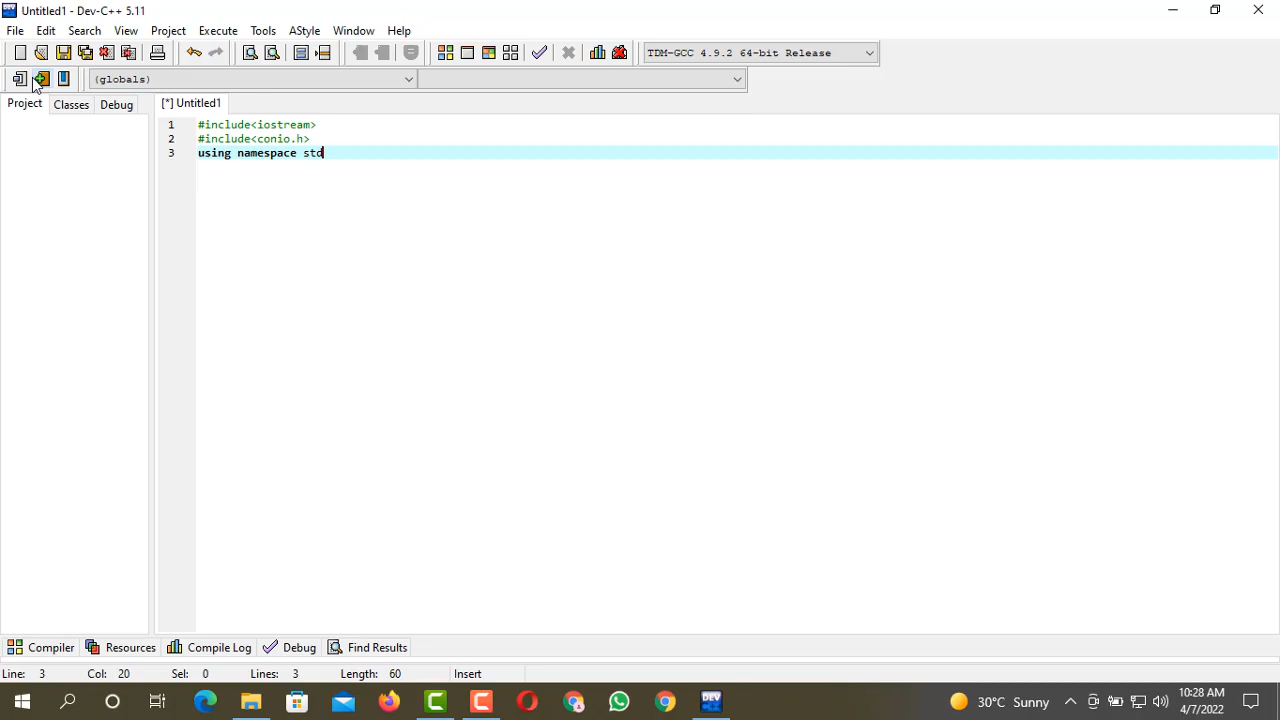 Untitled1 - Dev-C++ 5.11
File Edit Search View Project Execute Tools AStyle Window Help
TDM-GCC 4.9.2 64-bit Release
(globals)
Project Classes Debug [*] Untitled1
1 #include<iostream>
2 #include<conio.h>
3 using namespace std
Compiler Resources Compile Log Debug Find Results
Line: 3 Col: 20 Sel: 0 Lines: 3 Length: 60 Insert
DEV 30°C Sunny 10:28 AM
4/7/2022